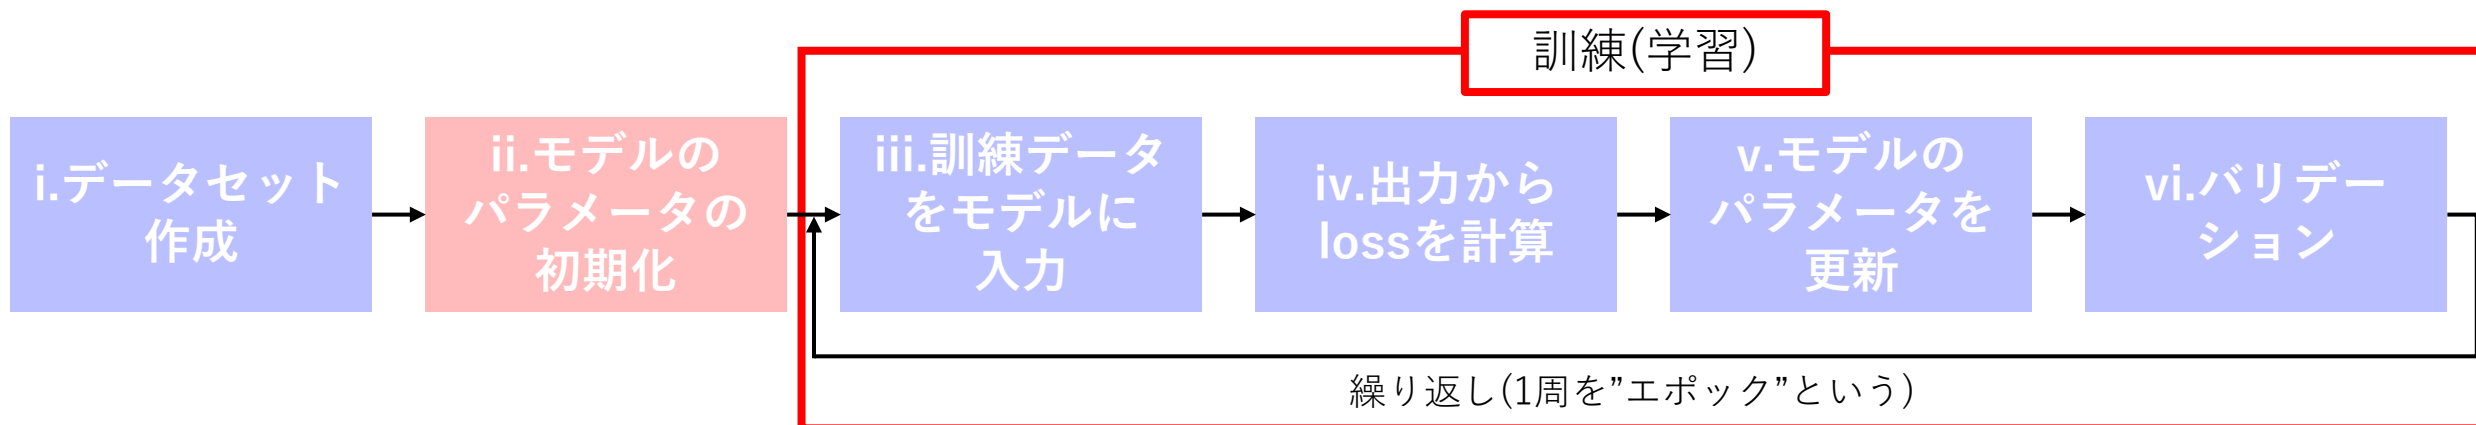 訓練(学習)
i.データセット
作成
ii.モデルの
パラメータの
初期化
iii.訓練データ
をモデルに
入力
iv.出力から
lossを計算
v.モデルの
パラメータを
更新
vi.バリデー
ション
繰り返し(1周を”エポック”という)